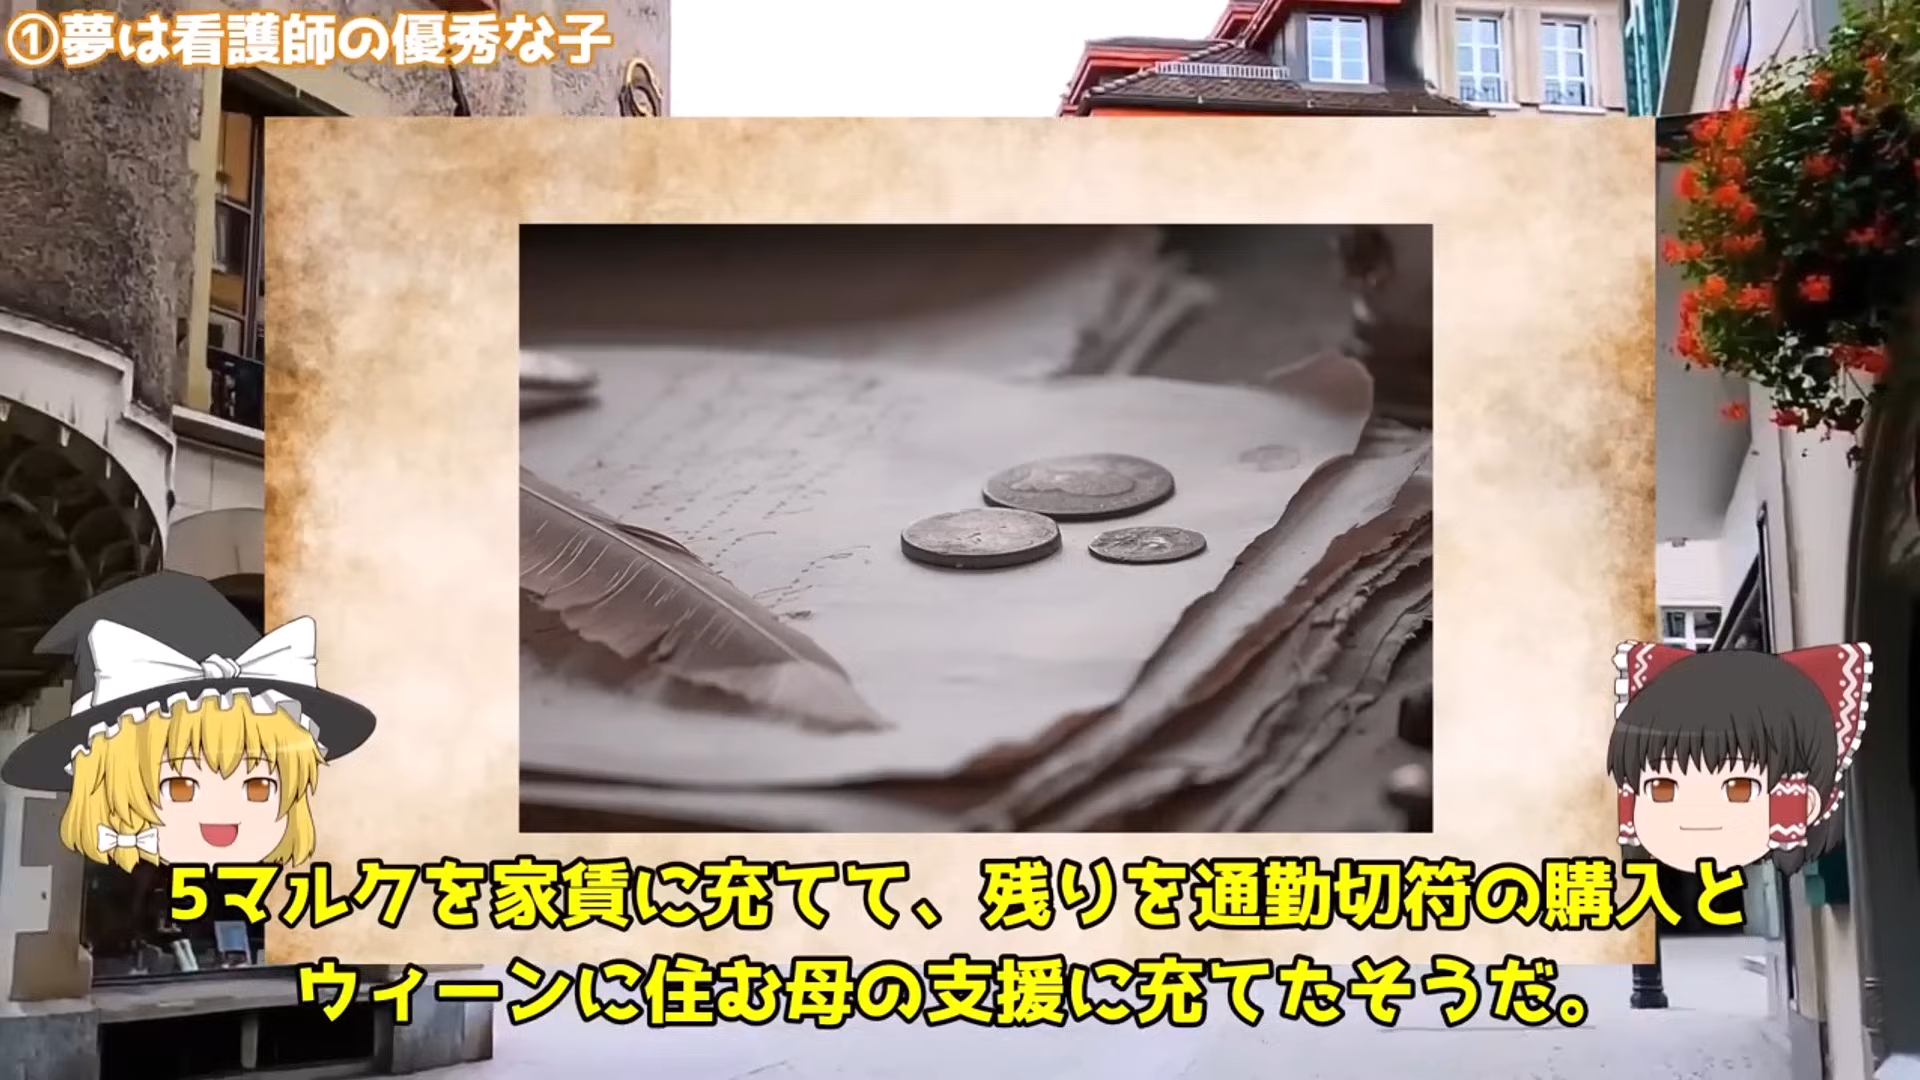 ①夢は看護師の優秀な子
5マルクを家賃に充てて、残りを通勤切符の購入と
ウィーンに住む母の支援に充てたそうだ。